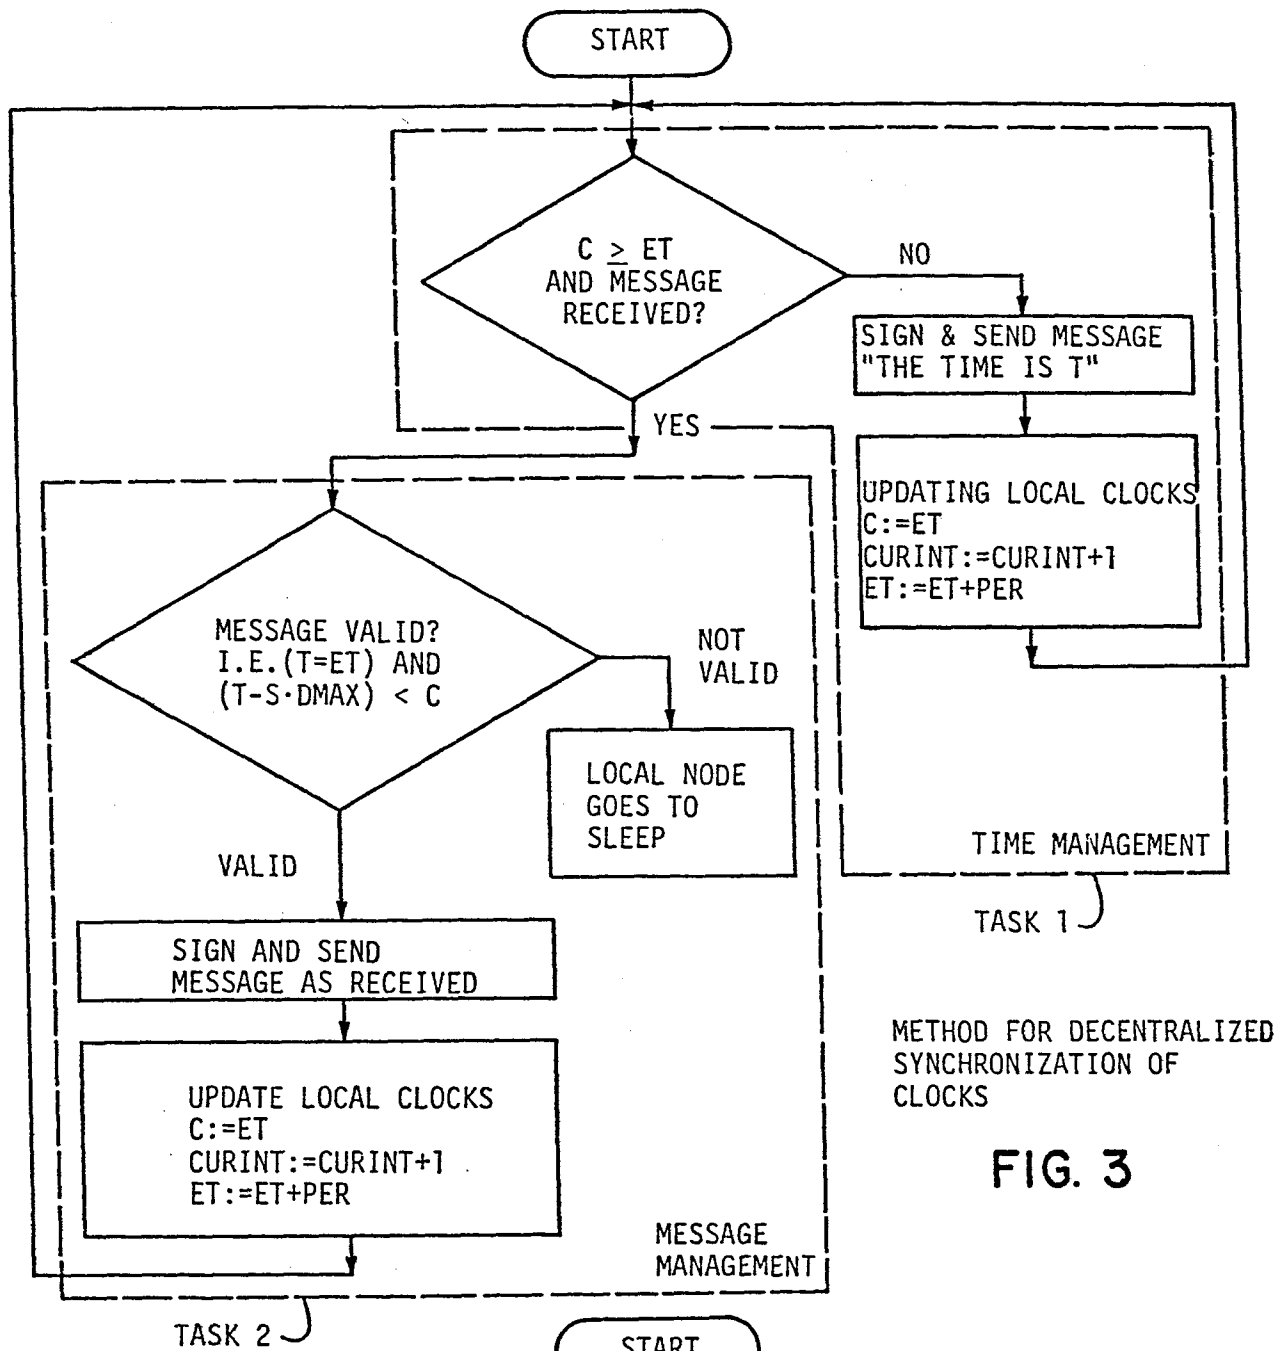 START
C ≥ ET
AND MESSAGE
RECEIVED?
NO
SIGN & SEND MESSAGE
"THE TIME IS T"
YES
UPDATING LOCAL CLOCKS
C:=ET
CURINT:=CURINT+1
ET:=ET+PER
MESSAGE VALID?
I.E.(T=ET) AND
(T-S·DMAX) < C
NOT
VALID
LOCAL NODE
GOES TO
SLEEP
TIME MANAGEMENT
TASK 1
VALID
SIGN AND SEND
MESSAGE AS RECEIVED
UPDATE LOCAL CLOCKS
C:=ET
CURINT:=CURINT+1
ET:=ET+PER
MESSAGE
MANAGEMENT
TASK 2
METHOD FOR DECENTRALIZED
SYNCHRONIZATION OF
CLOCKS
FIG. 3
START